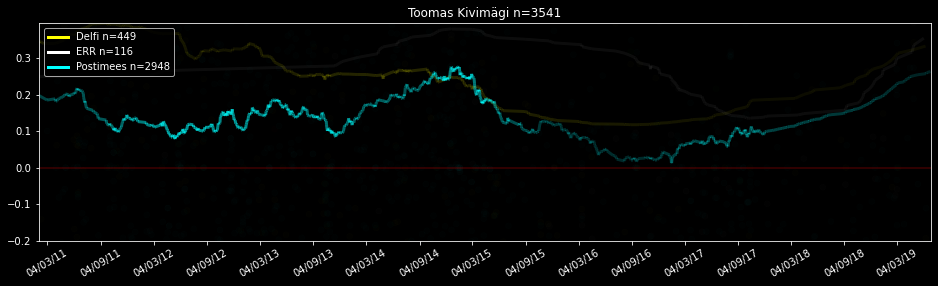 Toomas Kivimägi n=3541
Delfi n=449
ERR n=116
Postimees n=2948
0.3
0.2
0.1
0.0
−0.1
−0.2
04/03/11 04/09/11 04/03/12 04/09/12 04/03/13 04/09/13 04/03/14 04/09/14 04/03/15 04/09/15 04/03/16 04/09/16 04/03/17 04/09/17 04/03/18 04/09/18 04/03/19